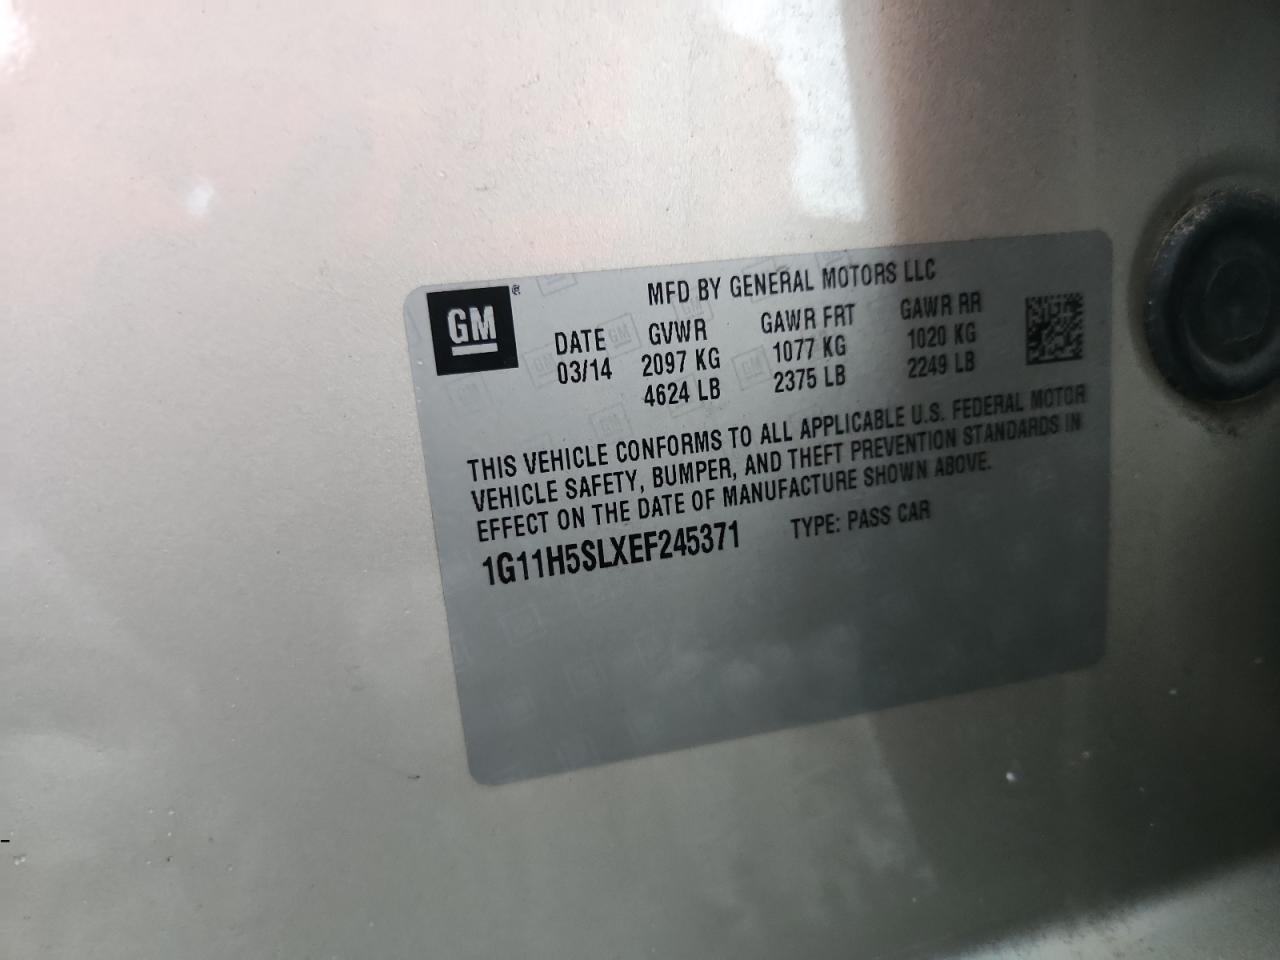 GM®
MFD BY GENERAL MOTORS LLC
DATE GVWR GAWR FRT GAWR RR
03/14 2097 KG 1077 KG 1020 KG
4624 LB 2375 LB 2249 LB
THIS VEHICLE CONFORMS TO ALL APPLICABLE U.S. FEDERAL MOTOR
VEHICLE SAFETY, BUMPER, AND THEFT PREVENTION STANDARDS IN
EFFECT ON THE DATE OF MANUFACTURE SHOWN ABOVE.
1G11H5SLXEF245371 TYPE: PASS CAR